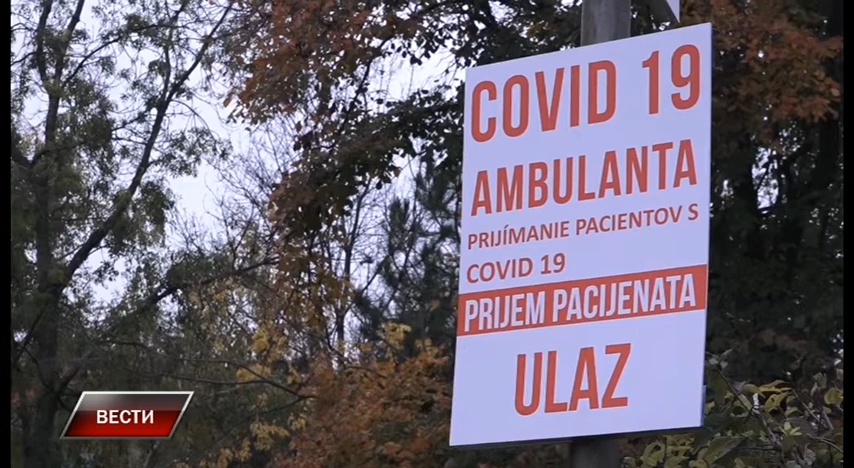 COVID 19
AMBULANTA
PRIJÍMANIE PACIENTOV S
COVID 19
PRIJEM PACIJENATA
ULAZ
ВЕСТИ